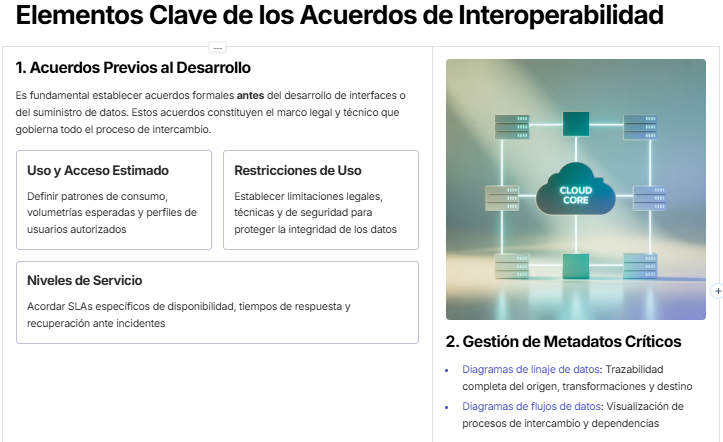 Elementos Clave de los Acuerdos de Interoperabilidad
1. Acuerdos Previos al Desarrollo
Es fundamental establecer acuerdos formales antes del desarrollo de interfaces o
del suministro de datos. Estos acuerdos constituyen el marco legal y técnico que
gobierna todo el proceso de intercambio.
Uso y Acceso Estimado
Definir patrones de consumo,
volumetrías esperadas y perfiles de
usuarios autorizados
Restricciones de Uso
Establecer limitaciones legales,
técnicas y de seguridad para
proteger la integridad de los datos
Niveles de Servicio
Acordar SLAs específicos de disponibilidad, tiempos de respuesta y
recuperación ante incidentes
CLOUD
CORE
2. Gestión de Metadatos Críticos
• Diagramas de linaje de datos: Trazabilidad
completa del origen, transformaciones y destino
• Diagramas de flujos de datos: Visualización de
procesos de intercambio y dependencias